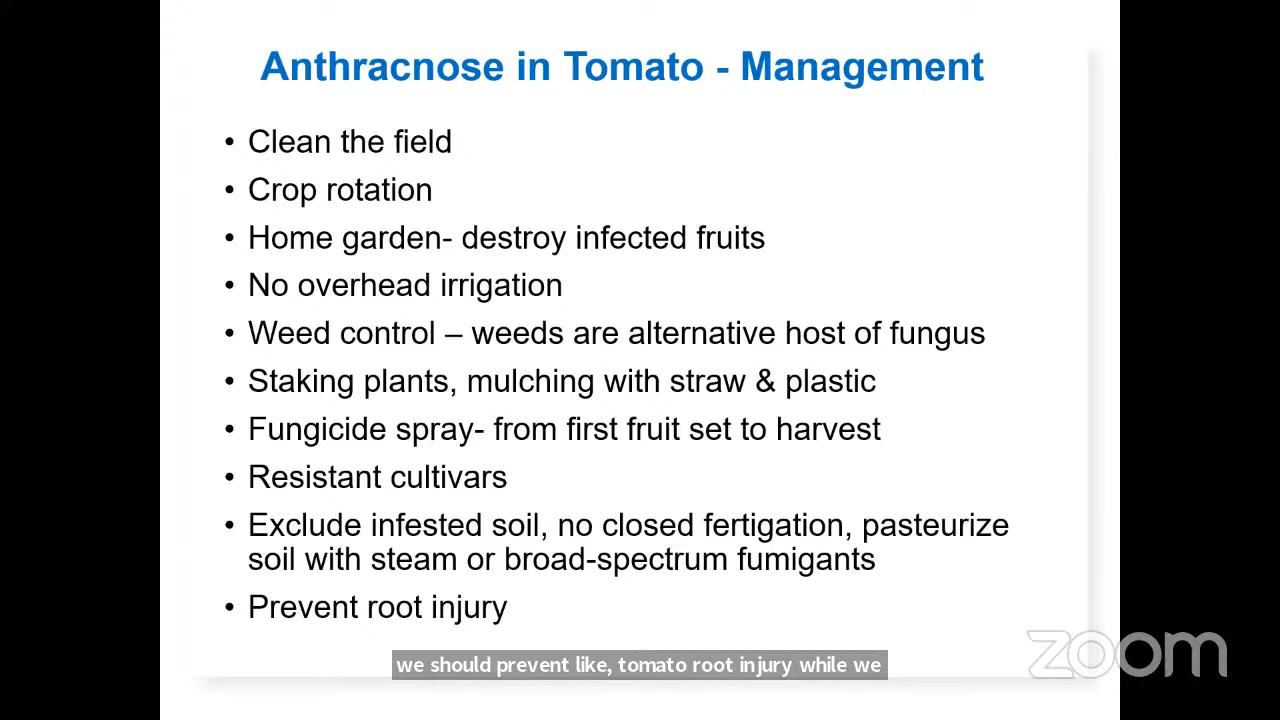 Anthracnose in Tomato - Management
• Clean the field
• Crop rotation
• Home garden- destroy infected fruits
• No overhead irrigation
• Weed control – weeds are alternative host of fungus
• Staking plants, mulching with straw & plastic
• Fungicide spray- from first fruit set to harvest
• Resistant cultivars
• Exclude infested soil, no closed fertigation, pasteurize
soil with steam or broad-spectrum fumigants
• Prevent root injury
we should prevent like, tomato root injury while we
zoom